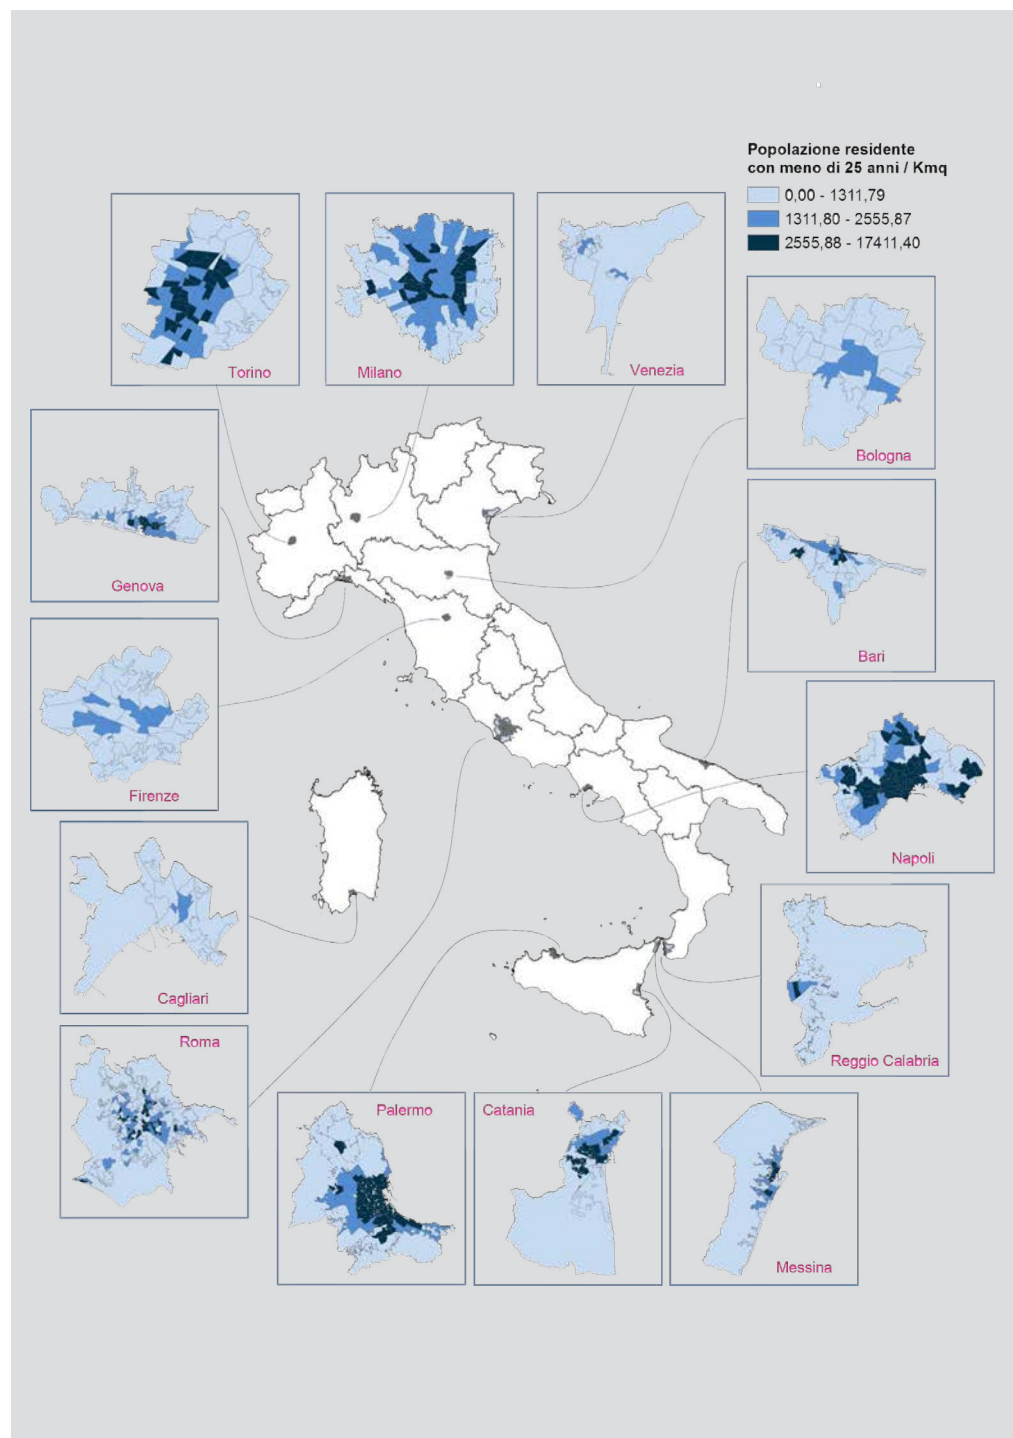 Popolazione residente
con meno di 25 anni / Kmq
0,00 - 1311,79
1311,80 - 2555,87
2555,88 - 17411,40
Torino
Milano
Venezia
Bologna
Genova
Bari
Firenze
Napoli
Cagliari
Reggio Calabria
Roma
Palermo
Catania
Messina